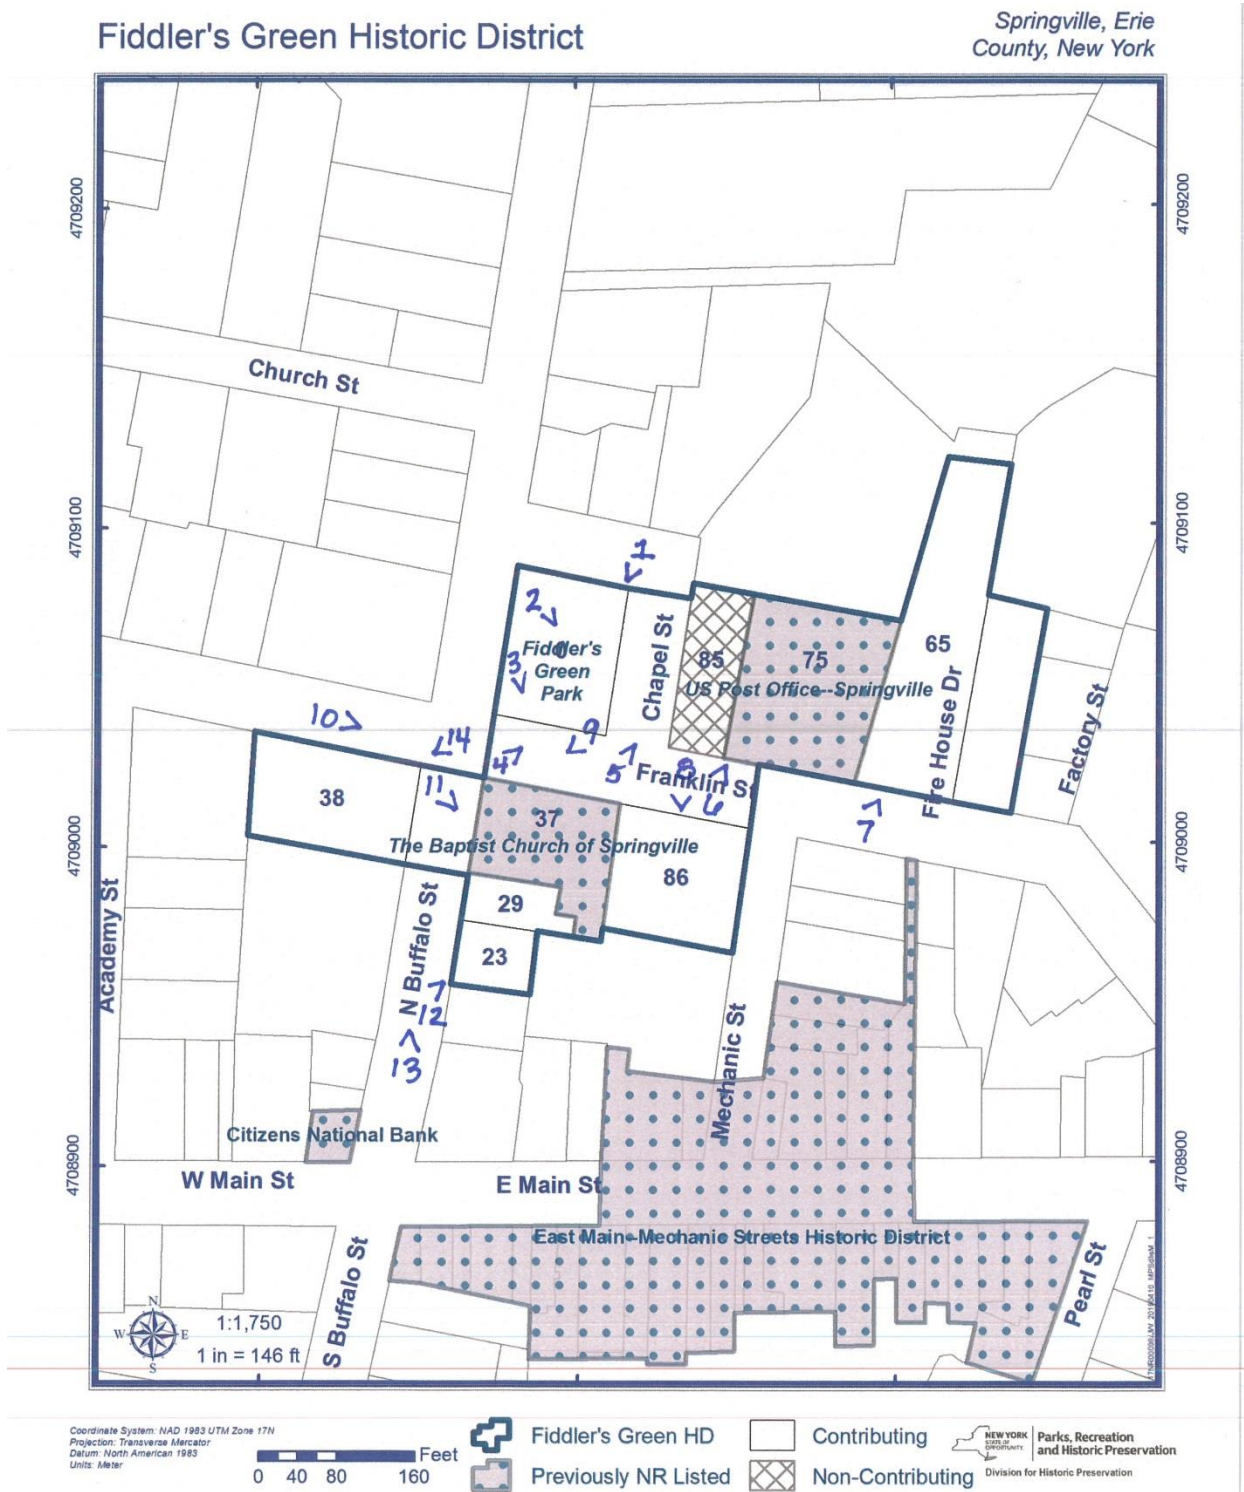 Fiddler's Green Historic District
Springville, Erie
County, New York
4709200
4709200
Church St
4709100
4709100
1
2
0
Fiddler's
Green
Park
3
Chapel St
85
75
65
US Post Office--Springville
Fire House Dr
Factory St
10
14
4
9
5
8
Franklin St
6
7
11
38
37
The Baptist Church of Springville
86
29
23
4709000
4709000
Academy St
N Buffalo St
12
13
Mechanic St
Citizens National Bank
4708900
4708900
W Main St
E Main St
East Main--Mechanic Streets Historic District
S Buffalo St
Pearl St
N
W E
S
1:1,750
1 in = 146 ft
Coordinate System: NAD 1983 UTM Zone 17N
Projection: Transverse Mercator
Datum: North American 1983
Units: Meter
Feet
0 40 80 160
Fiddler's Green HD
Previously NR Listed
Contributing
Non-Contributing
NEW YORK
STATE OF
OPPORTUNITY.
Parks, Recreation
and Historic Preservation
Division for Historic Preservation